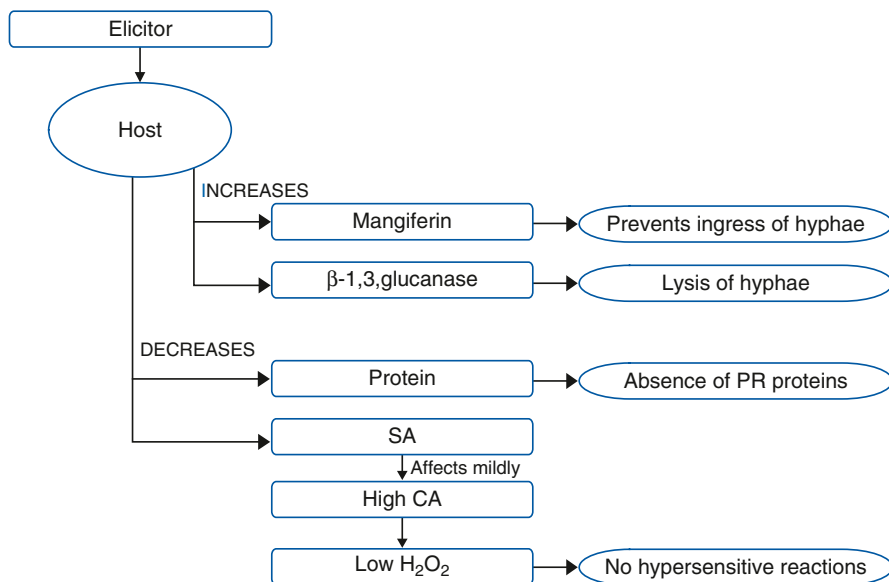 Elicitor
Host
INCREASES
Mangiferin
Prevents ingress of hyphae
β-1,3,glucanase
Lysis of hyphae
DECREASES
Protein
Absence of PR proteins
SA
Affects mildly
High CA
Low H₂O₂
No hypersensitive reactions